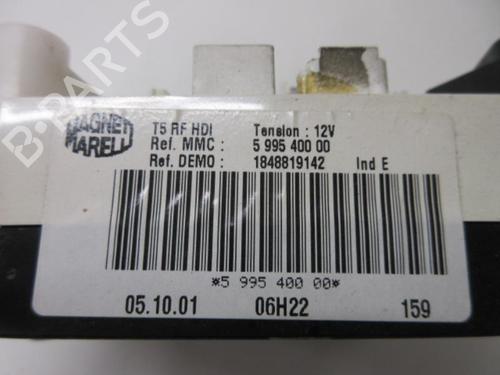 B-PARTS
MAGNETI MARELLI
T5 RF HDI Tension : 12V
Ref. MMC : 5 995 400 00
Ref. DEMO : 1848819142 Ind E
*5 995 400 00*
05.10.01 06H22 159